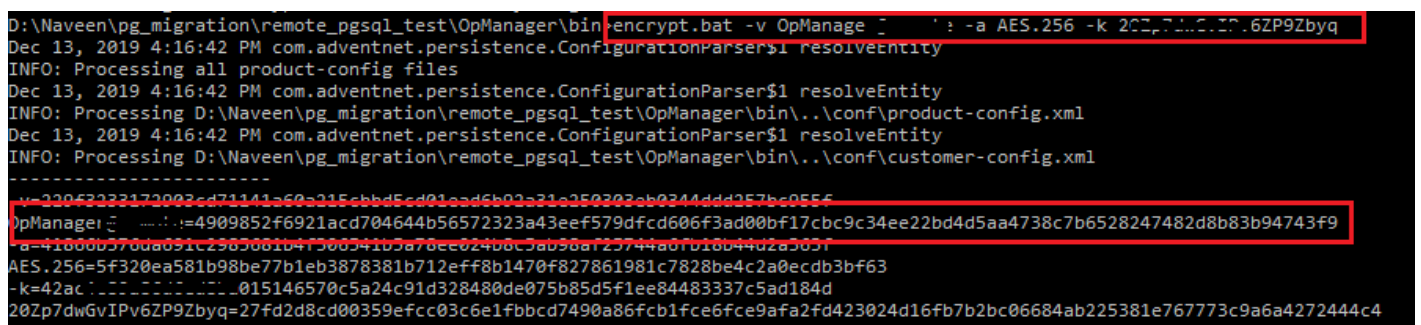 D:\Naveen\pg_migration\remote_pgsql_test\OpManager\bin>encrypt.bat -v OpManage -a AES.256 -k
Dec 13, 2019 4:16:42 PM com.adventnet.persistence.ConfigurationParser$1 resolveEntity
INFO: Processing all product-config files
Dec 13, 2019 4:16:42 PM com.adventnet.persistence.ConfigurationParser$1 resolveEntity
INFO: Processing D:\Naveen\pg_migration\remote_pgsql_test\OpManager\bin\..\conf\product-config.xml
Dec 13, 2019 4:16:42 PM com.adventnet.persistence.ConfigurationParser$1 resolveEntity
INFO: Processing D:\Naveen\pg_migration\remote_pgsql_test\OpManager\bin\..\conf\customer-config.xml
-------------------------
OpManager =4909852f6921acd704644b56572323a43eef579dfcd606f3ad00bf17cbc9c34ee22bd4d5aa4738c7b6528247482d8b83b94743f9
AES.256=5f320ea581b98be77b1eb3878381b712eff8b1470f827861981c7828be4c2a0ecdb3bf63
-k=42ac 015146570c5a24c91d328480de075b85d5f1ee84483337c5ad184d
20Zp7dwGvIPv6ZP9Zbyq=27fd2d8cd00359efcc03c6e1fbbcd7490a86fcb1fce6fce9afa2fd423024d16fb7b2bc06684ab225381e767773c9a6a4272444c4